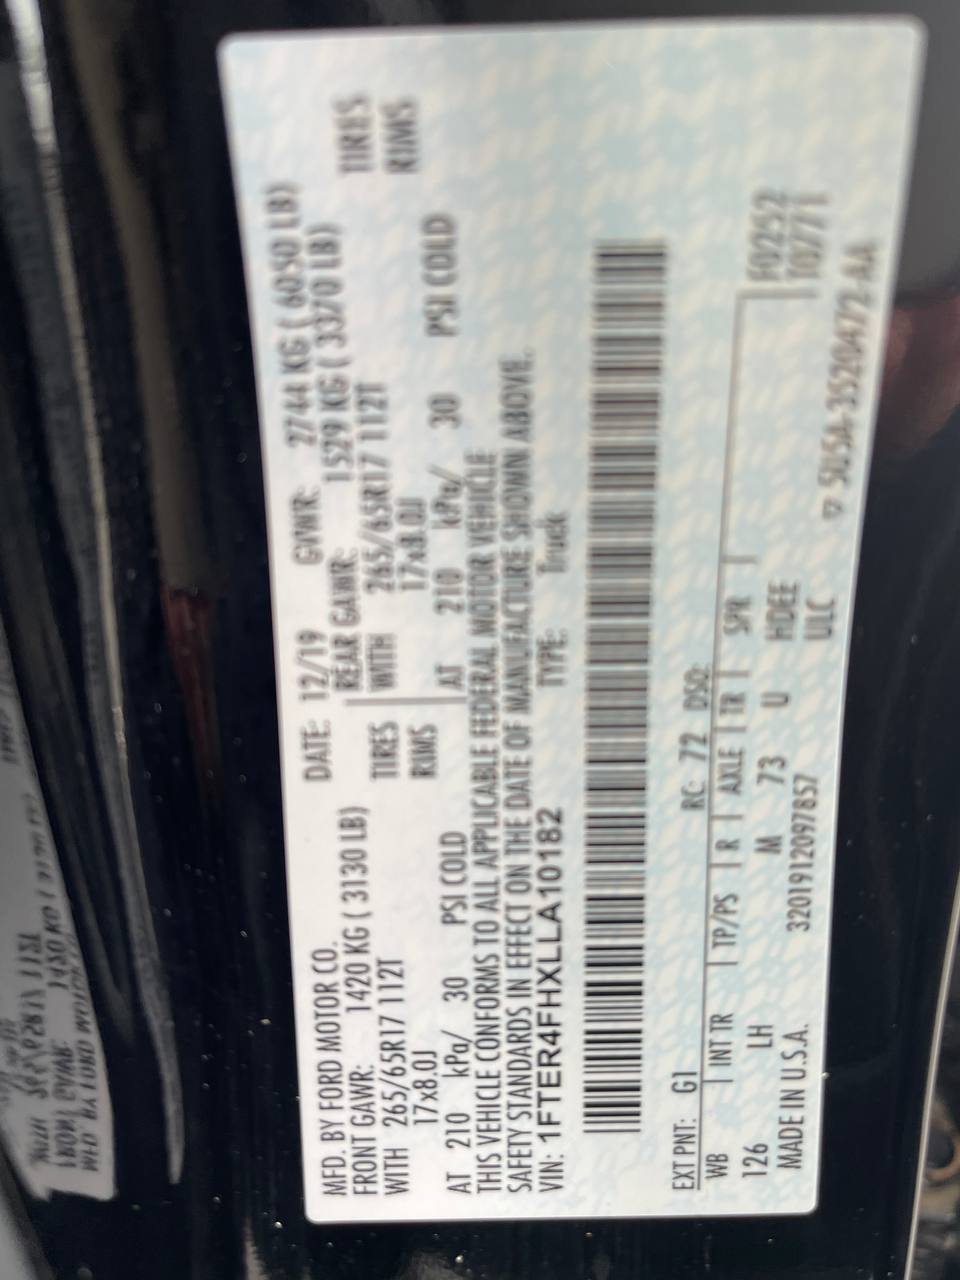 MFD. BY FORD MOTOR CO. DATE: 12/19 GVWR: 2744 KG ( 6050 LB)
FRONT GAWR: 1420 KG ( 3130 LB) REAR GAWR: 1529 KG ( 3370 LB)
WITH 265/65R17 112T TIRES WITH 265/65R17 112T TIRES
17x8.0J RIMS 17x8.0J RIMS
AT 210 kPa/ 30 PSI COLD AT 210 kPa/ 30 PSI COLD
THIS VEHICLE CONFORMS TO ALL APPLICABLE FEDERAL MOTOR VEHICLE
SAFETY STANDARDS IN EFFECT ON THE DATE OF MANUFACTURE SHOWN ABOVE.
VIN: 1FTER4FHXLLA10182 TYPE: Truck
EXT PNT: G1 RC: 72 DSO:
WB INT TR TP/PS R AXLE TR SPR F0252
126 LH M 73 U HDEE T0771
MADE IN U.S.A. 3201912097857 ULC
5U5A-3520472-AA